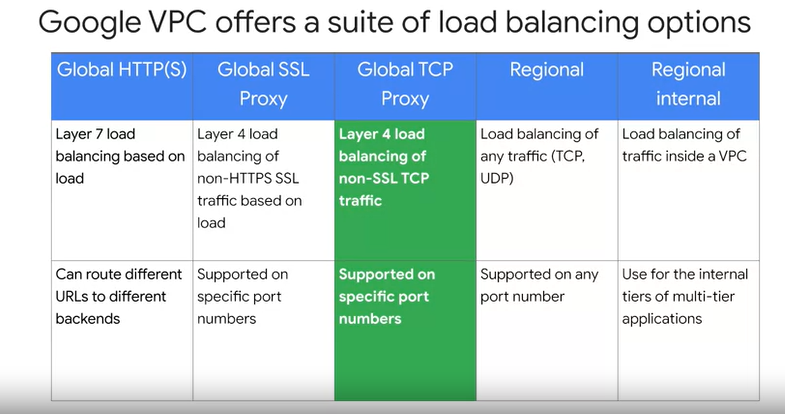 Google VPC offers a suite of load balancing options
Global HTTP(S)
Global SSL
Proxy
Global TCP
Proxy
Regional
Regional
internal
Layer 7 load
balancing based on
load
Layer 4 load
balancing of
non-HTTPS SSL
traffic based on
load
Layer 4 load
balancing of
non-SSL TCP
traffic
Load balancing of
any traffic (TCP,
UDP)
Load balancing of
traffic inside a VPC
Can route different
URLs to different
backends
Supported on
specific port
numbers
Supported on
specific port
numbers
Supported on any
port number
Use for the internal
tiers of multi-tier
applications